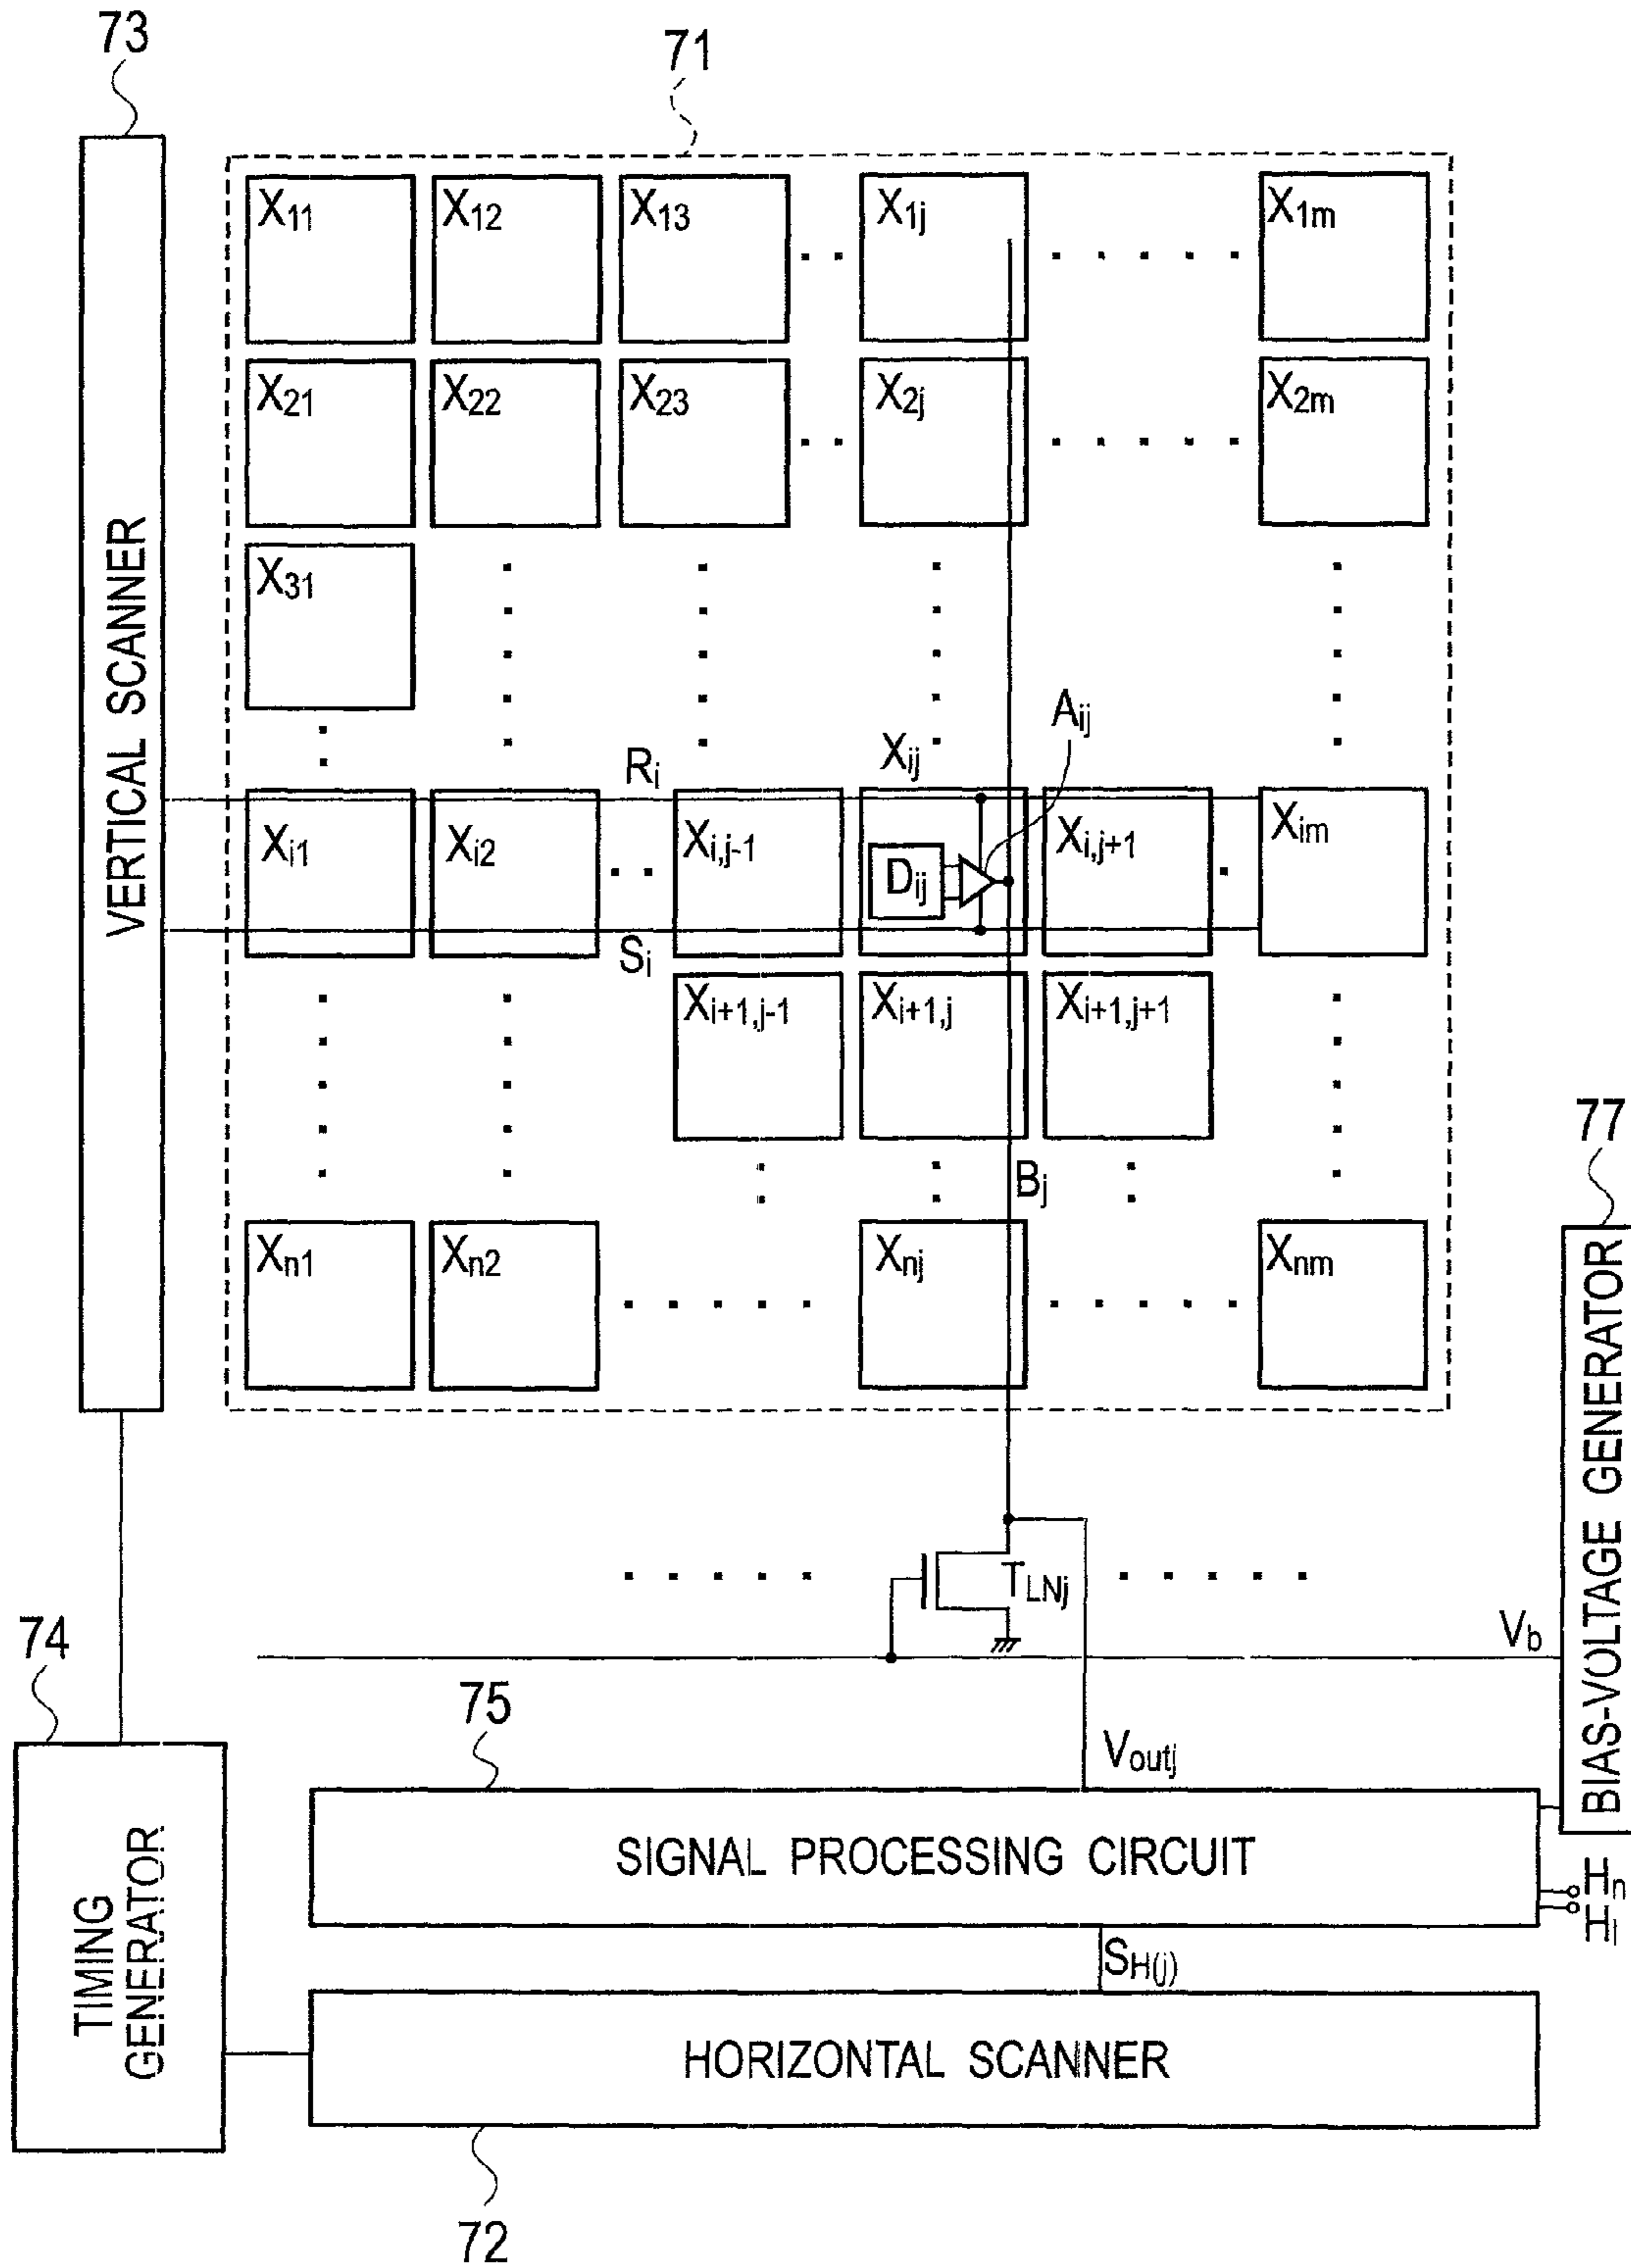 73
71
X11 X12 X13 X1j X1m
X21 X22 X23 X2j X2m
X31
VERTICAL SCANNER
Aij
Xij
Ri
Xi1 Xi2 Xi,j-1 Dij Xi,j+1 Xim
Si
Xi+1,j-1 Xi+1,j Xi+1,j+1
77
Bj
Xn1 Xn2 Xnj Xnm
BIAS-VOLTAGE GENERATOR
TLNj
74
Vb
75
Voutj
SIGNAL PROCESSING CIRCUIT
TIMING
GENERATOR
SH(j)
HORIZONTAL SCANNER
72